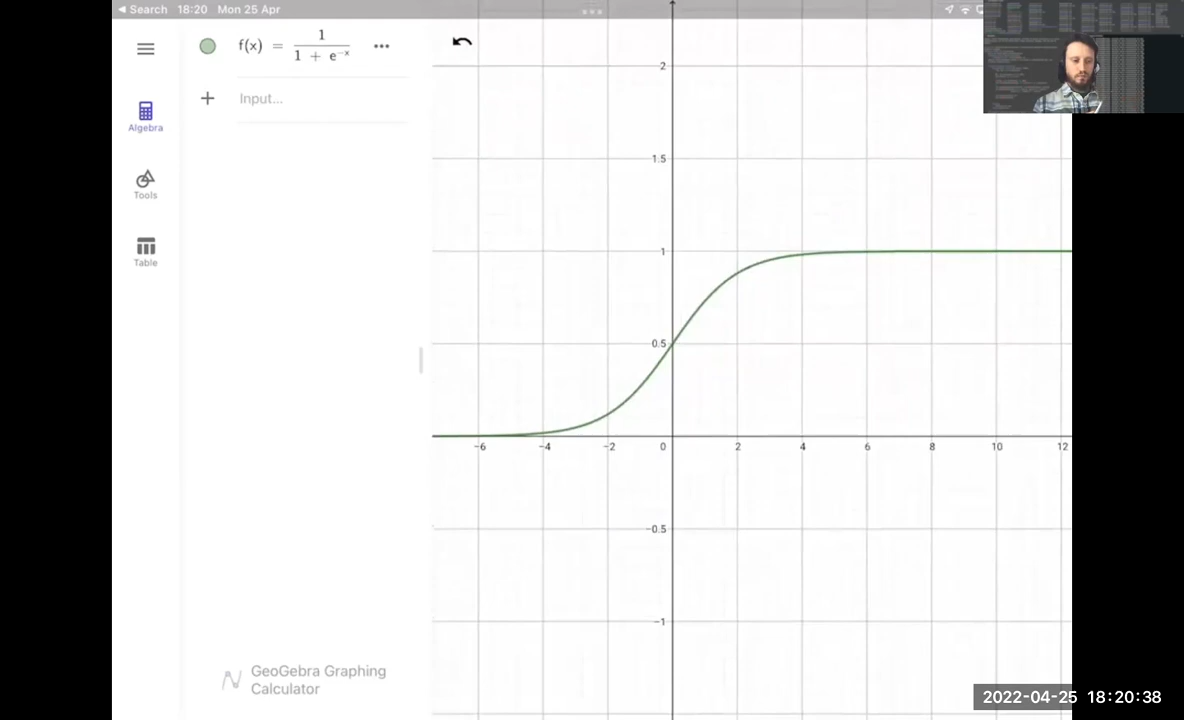 Search 18:20 Mon 25 Apr
f(x) = 1 / (1 + e^-x)
Input...
Algebra
Tools
Table
2
1.5
1
0.5
-6 -4 -2 0 2 4 6 8 10 12
-0.5
-1
GeoGebra Graphing
Calculator
2022-04-25 18:20:38